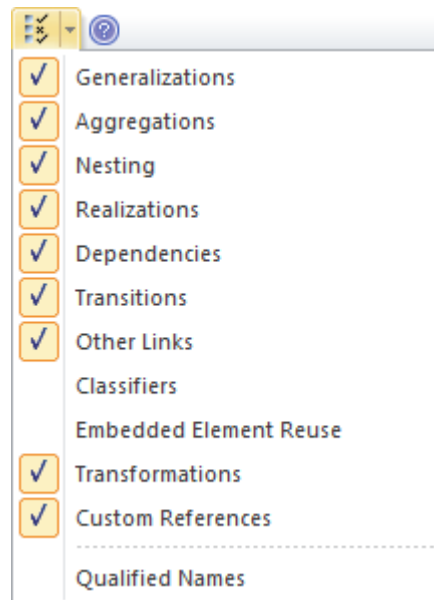 Generalizations
Aggregations
Nesting
Realizations
Dependencies
Transitions
Other Links
Classifiers
Embedded Element Reuse
Transformations
Custom References
Qualified Names